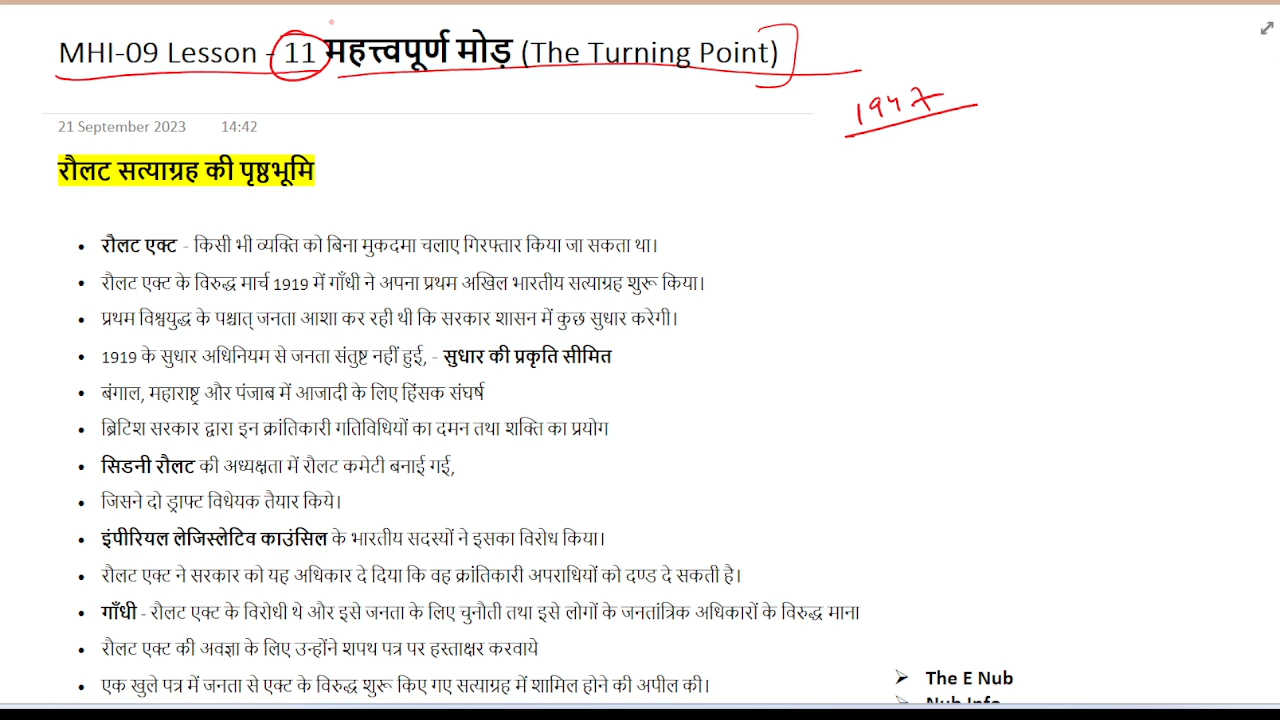 MHI-09 Lesson - 11 महत्त्वपूर्ण मोड़ (The Turning Point)
1947
21 September 2023 14:42
रौलट सत्याग्रह की पृष्ठभूमि
• रौलट एक्ट - किसी भी व्यक्ति को बिना मुकदमा चलाए गिरफ्तार किया जा सकता था।
• रौलट एक्ट के विरुद्ध मार्च 1919 में गाँधी ने अपना प्रथम अखिल भारतीय सत्याग्रह शुरू किया।
• प्रथम विश्वयुद्ध के पश्चात् जनता आशा कर रही थी कि सरकार शासन में कुछ सुधार करेगी।
• 1919 के सुधार अधिनियम से जनता संतुष्ट नहीं हुई, - सुधार की प्रकृति सीमित
• बंगाल, महाराष्ट्र और पंजाब में आजादी के लिए हिंसक संघर्ष
• ब्रिटिश सरकार द्वारा इन क्रांतिकारी गतिविधियों का दमन तथा शक्ति का प्रयोग
• सिडनी रौलट की अध्यक्षता में रौलट कमेटी बनाई गई,
• जिसने दो ड्राफ्ट विधेयक तैयार किये।
• इंपीरियल लेजिस्लेटिव काउंसिल के भारतीय सदस्यों ने इसका विरोध किया।
• रौलट एक्ट ने सरकार को यह अधिकार दे दिया कि वह क्रांतिकारी अपराधियों को दण्ड दे सकती है।
• गाँधी - रौलट एक्ट के विरोधी थे और इसे जनता के लिए चुनौती तथा इसे लोगों के जनतांत्रिक अधिकारों के विरुद्ध माना
• रौलट एक्ट की अवज्ञा के लिए उन्होंने शपथ पत्र पर हस्ताक्षर करवाये
• एक खुले पत्र में जनता से एक्ट के विरुद्ध शुरू किए गए सत्याग्रह में शामिल होने की अपील की।
➢ The E Nub
➢ Nub Info